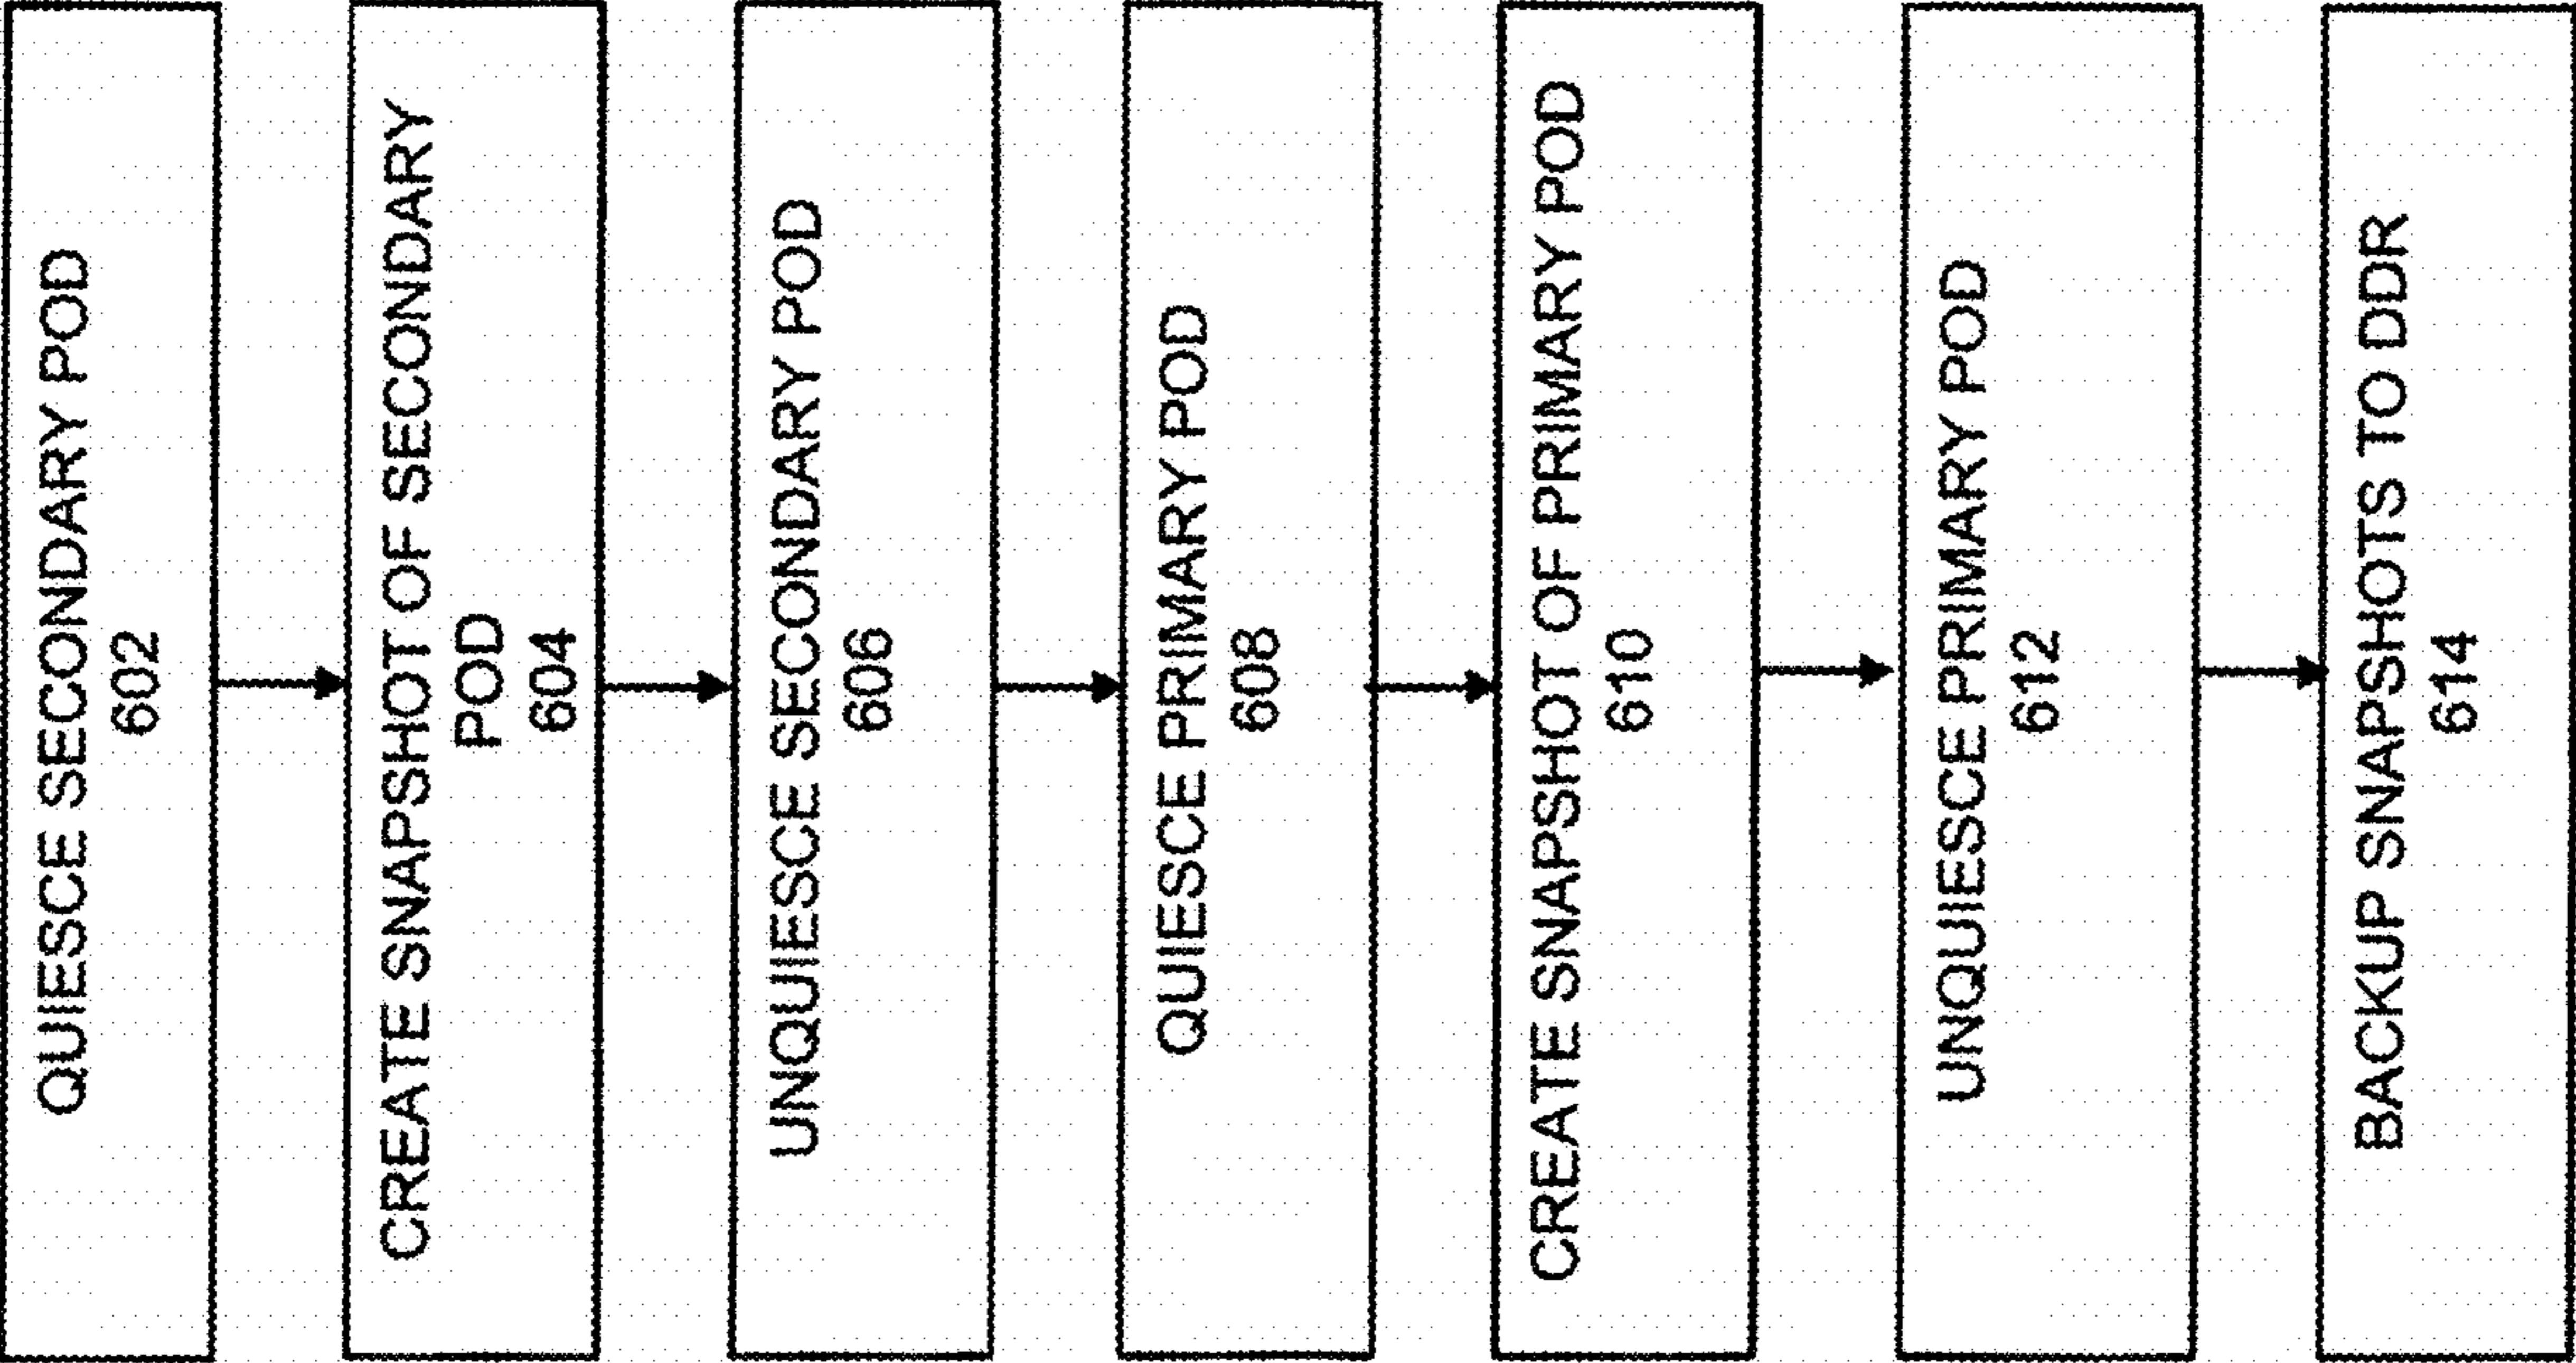 QUIESCE SECONDARY POD
602
CREATE SNAPSHOT OF SECONDARY
POD
604
UNQUIESCE SECONDARY POD
606
QUIESCE PRIMARY POD
608
CREATE SNAPSHOT OF PRIMARY POD
610
UNQUIESCE PRIMARY POD
612
BACKUP SNAPSHOTS TO DDR
614